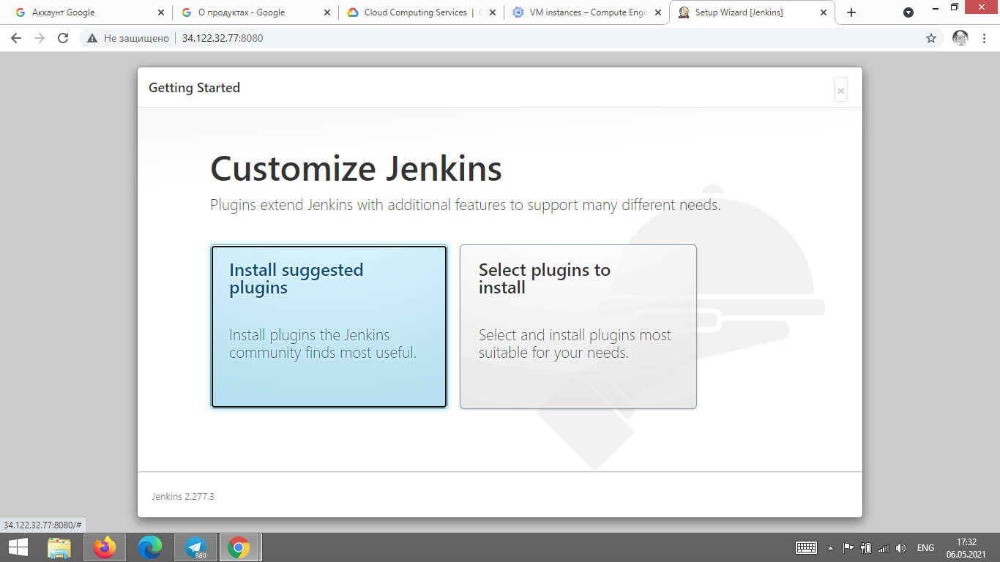 Аккаунт Google
О продуктах - Google
Cloud Computing Services | G
VM instances – Compute Engin
Setup Wizard [Jenkins]
Не защищено
34.122.32.77:8080
Getting Started
×
Customize Jenkins
Plugins extend Jenkins with additional features to support many different needs.
Install suggested
plugins
Install plugins the Jenkins
community finds most useful.
Select plugins to
install
Select and install plugins most
suitable for your needs.
Jenkins 2.277.3
34.122.32.77:8080/#
980
ENG
17:32
06.05.2021